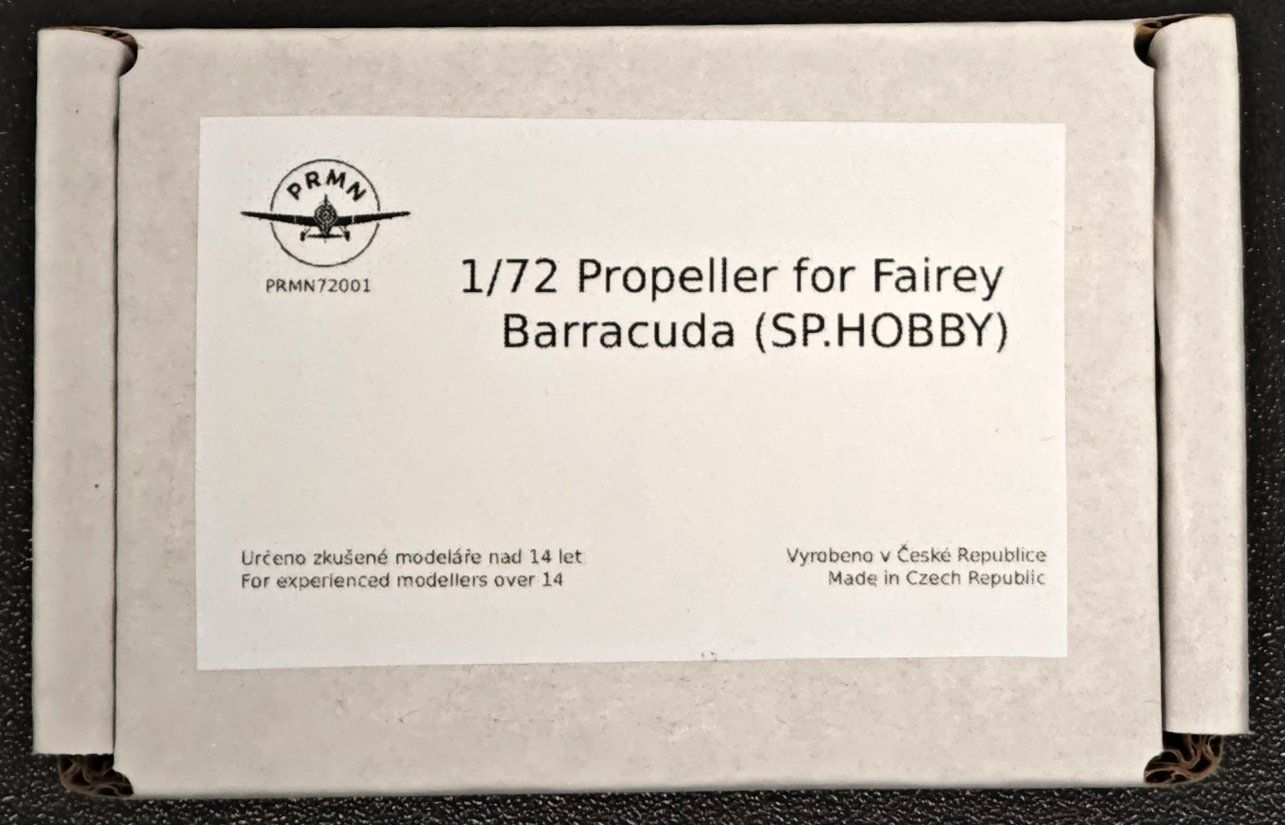 PRMN
PRMN72001
1/72 Propeller for Fairey
Barracuda (SP.HOBBY)
Určeno zkušené modeláře nad 14 let
For experienced modellers over 14
Vyrobeno v České Republice
Made in Czech Republic